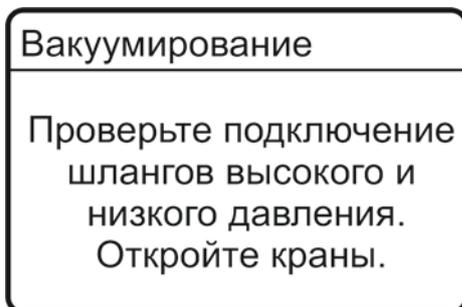 Вакуумирование
Проверьте подключение
шлангов высокого и
низкого давления.
Откройте краны.